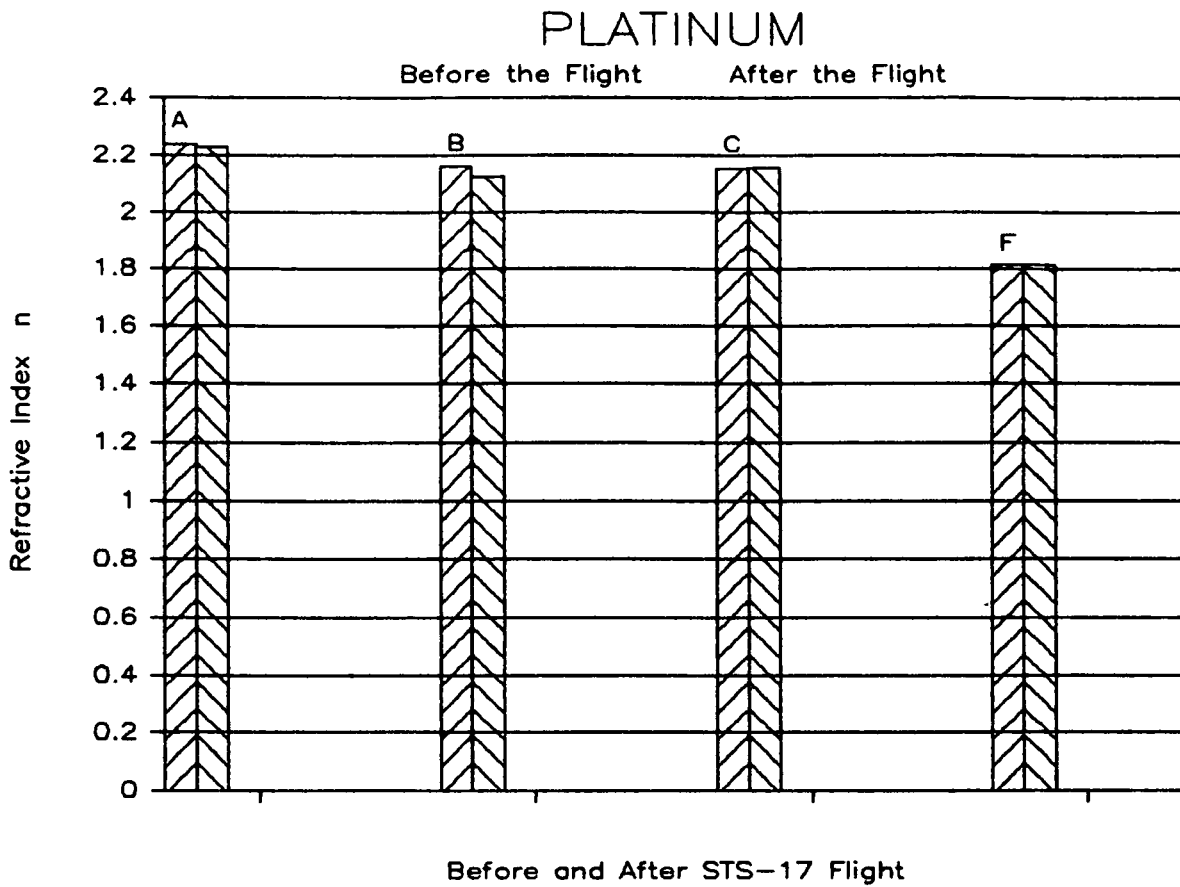 PLATINUM
Before the Flight After the Flight
2.4
A
2.2
B
C
2
F
1.8
1.6
1.4
1.2
1
0.8
0.6
0.4
0.2
0
Refractive Index n
Before and After STS-17 Flight